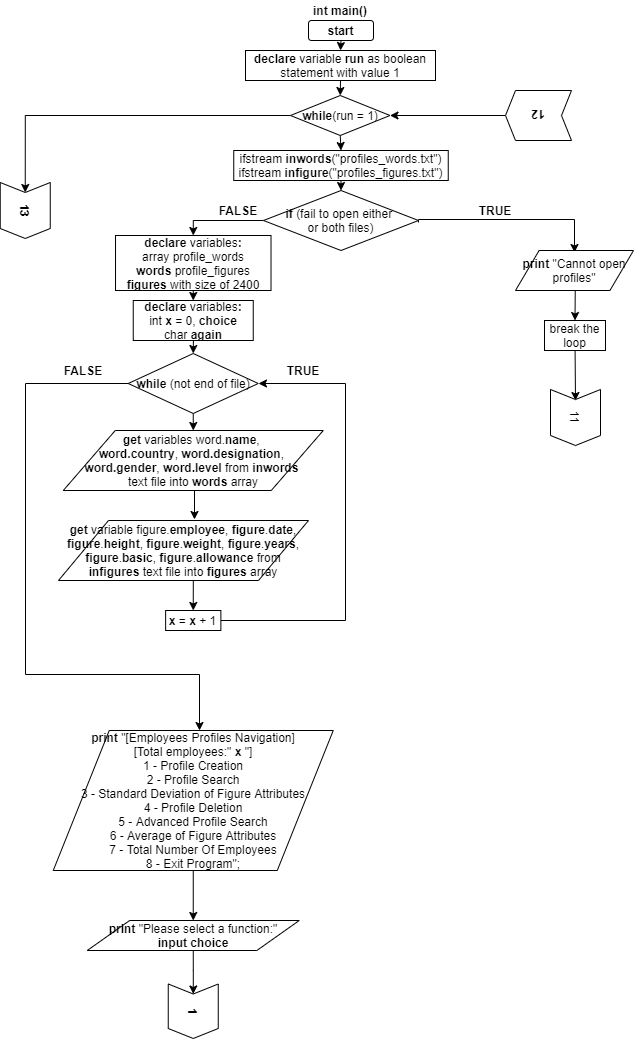 int main()
start
declare variable run as boolean
statement with value 1
while(run = 1)
12
ifstream inwords("profiles_words.txt")
ifstream infigure("profiles_figures.txt")
13
FALSE
if (fail to open either
or both files)
TRUE
declare variables:
array profile_words
words profile_figures
figures with size of 2400
print "Cannot open
profiles"
declare variables:
int x = 0, choice
char again
break the
loop
FALSE
while (not end of file)
TRUE
11
get variables word.name,
word.country, word.designation,
word.gender, word.level from inwords
text file into words array
get variable figure.employee, figure.date,
figure.height, figure.weight, figure.years,
figure.basic, figure.allowance from
infigures text file into figures array
x = x + 1
print "[Employees Profiles Navigation]
[Total employees:" x "]
1 - Profile Creation
2 - Profile Search
3 - Standard Deviation of Figure Attributes
4 - Profile Deletion
5 - Advanced Profile Search
6 - Average of Figure Attributes
7 - Total Number Of Employees
8 - Exit Program";
print "Please select a function:"
input choice
1